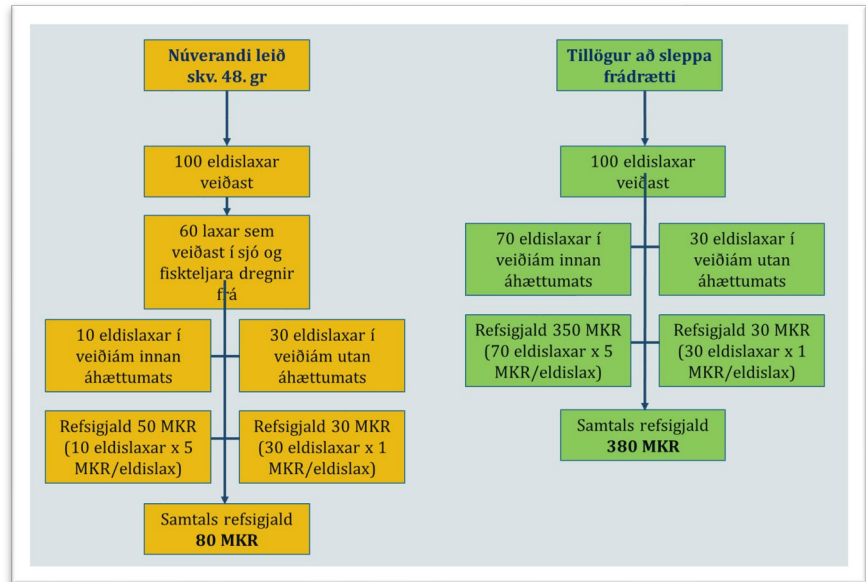 Núverandi leið
skv. 48. gr
100 eldislaxar
veiðast
60 laxar sem
veiðast í sjó og
fiskteljara dregnir
frá
10 eldislaxar í
veiðiám innan
áhættumats
30 eldislaxar í
veiðiám utan
áhættumats
Refsigjald 50 MKR
(10 eldislaxar x 5
MKR/eldislax)
Refsigjald 30 MKR
(30 eldislaxar x 1
MKR/eldislax)
Samtals refsigjald
80 MKR
Tillögur að sleppa
frádrætti
100 eldislaxar
veiðast
70 eldislaxar í
veiðiám innan
áhættumats
30 eldislaxar í
veiðiám utan
áhættumats
Refsigjald 350 MKR
(70 eldislaxar x 5
MKR/eldislax)
Refsigjald 30 MKR
(30 eldislaxar x 1
MKR/eldislax)
Samtals refsigjald
380 MKR